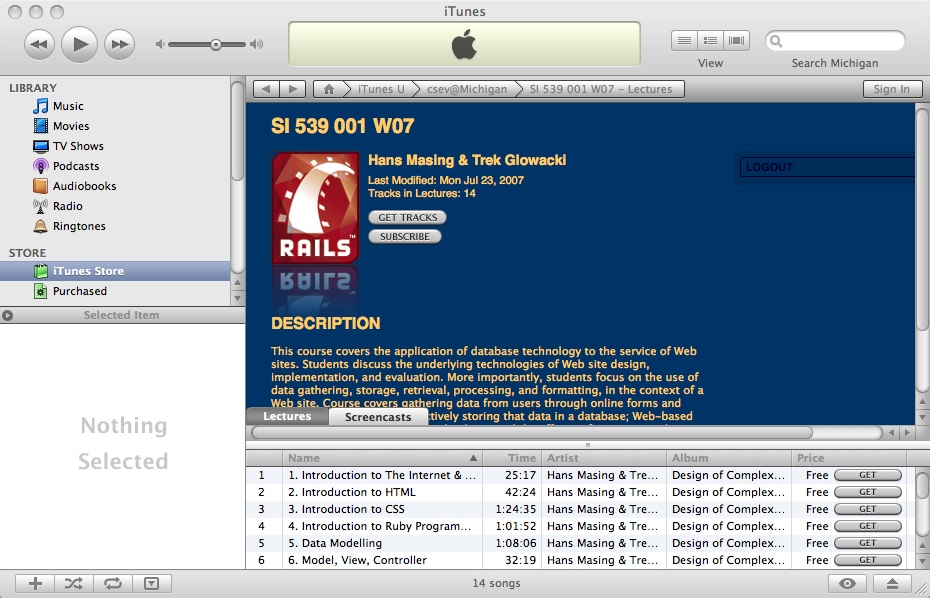 iTunes
View
Search Michigan
LIBRARY
Music
Movies
TV Shows
Podcasts
Audiobooks
Radio
Ringtones
STORE
iTunes Store
Purchased
Selected Item
Nothing
Selected
iTunes U csev@Michigan SI 539 001 W07 - Lectures
Sign In
SI 539 001 W07
Hans Masing & Trek Glowacki
Last Modified: Mon Jul 23, 2007
Tracks in Lectures: 14
GET TRACKS
SUBSCRIBE
LOGOUT
RAILS™
DESCRIPTION
This course covers the application of database technology to the service of Web
sites. Students discuss the underlying technologies of Web site design,
implementation, and evaluation. More importantly, students focus on the use of
data gathering, storage, retrieval, processing, and formatting, in the context of a
Web site. Course covers gathering data from users through online forms and
ctively storing that data in a database; Web-based
Lectures Screencasts
Name Time Artist Album Price
1 1. Introduction to The Internet & ... 25:17 Hans Masing & Tre... Design of Complex... Free GET
2 2. Introduction to HTML 42:24 Hans Masing & Tre... Design of Complex... Free GET
3 3. Introduction to CSS 1:24:35 Hans Masing & Tre... Design of Complex... Free GET
4 4. Introduction to Ruby Program... 1:01:52 Hans Masing & Tre... Design of Complex... Free GET
5 5. Data Modelling 1:08:06 Hans Masing & Tre... Design of Complex... Free GET
6 6. Model, View, Controller 32:19 Hans Masing & Tre... Design of Complex... Free GET
14 songs